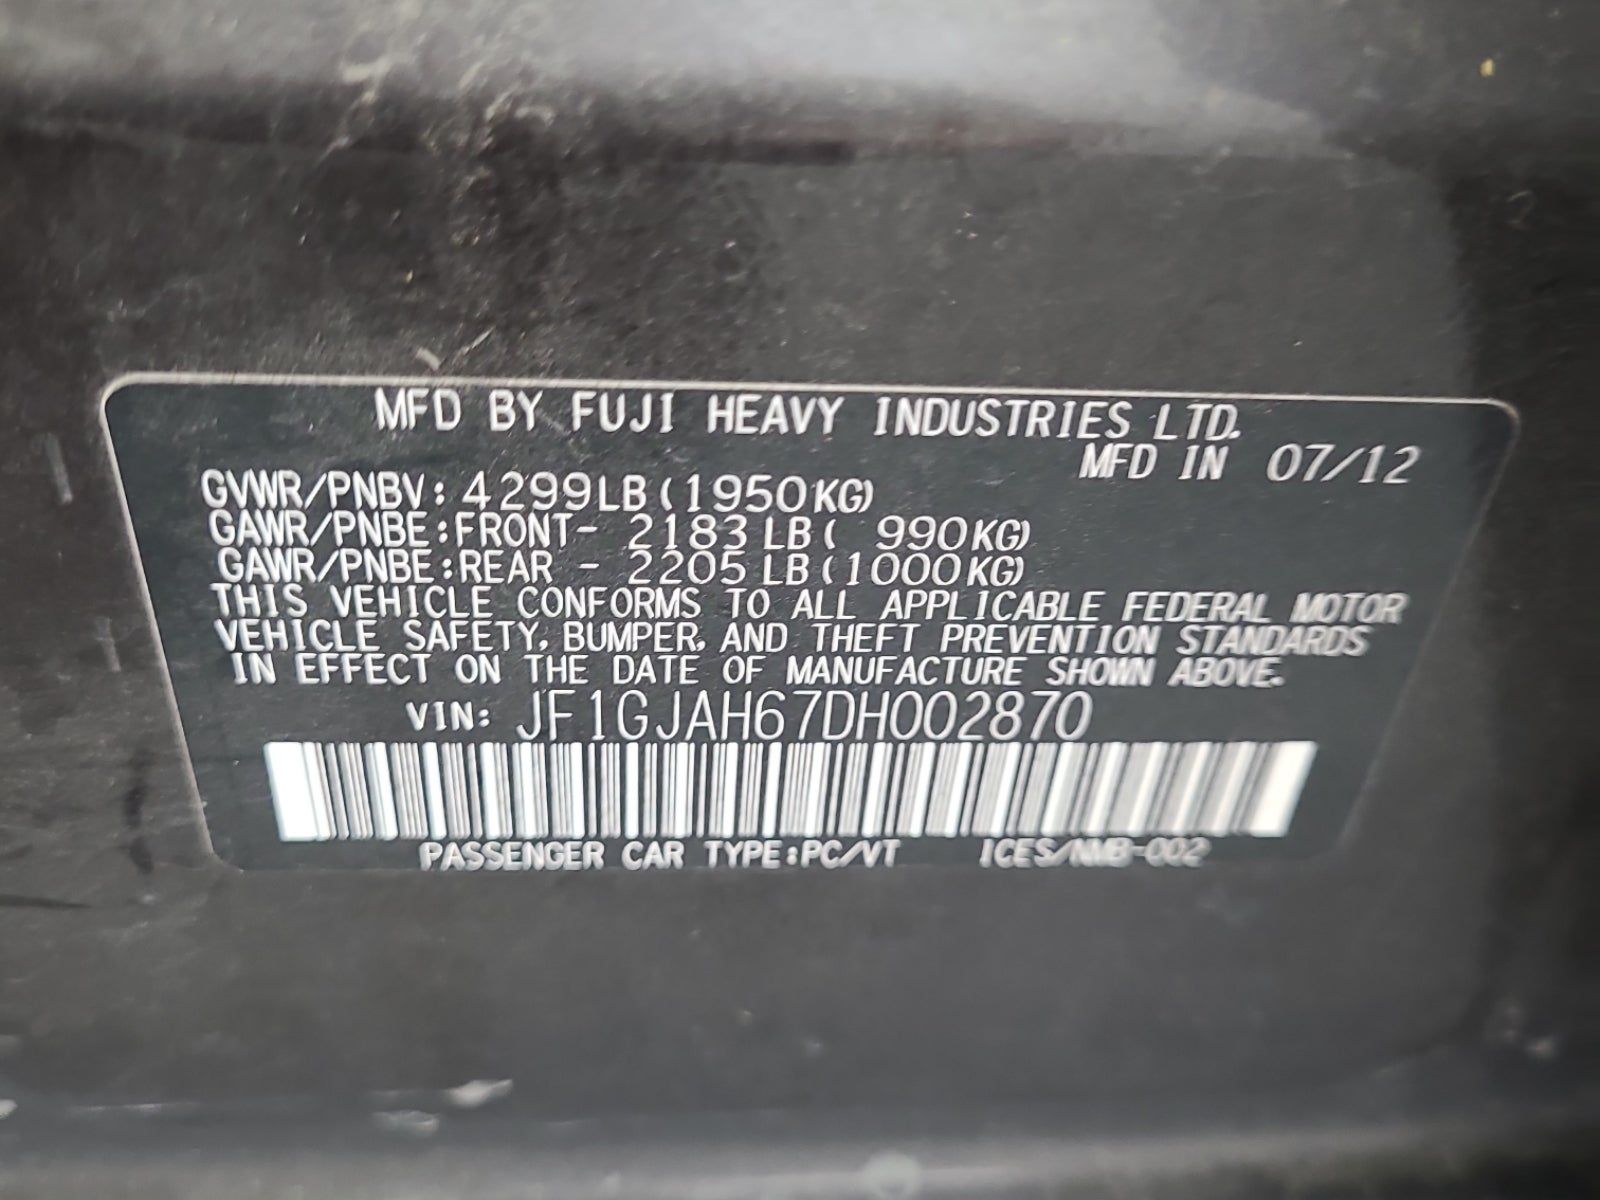 MFD BY FUJI HEAVY INDUSTRIES LTD.
MFD IN 07/12
GVWR/PNBV: 4299LB(1950KG)
GAWR/PNBE:FRONT- 2183LB( 990KG)
GAWR/PNBE:REAR - 2205LB(1000KG)
THIS VEHICLE CONFORMS TO ALL APPLICABLE FEDERAL MOTOR
VEHICLE SAFETY, BUMPER, AND THEFT PREVENTION STANDARDS
IN EFFECT ON THE DATE OF MANUFACTURE SHOWN ABOVE.
VIN: JF1GJAH67DH002870
PASSENGER CAR TYPE:PC/VT ICES/NMB-002